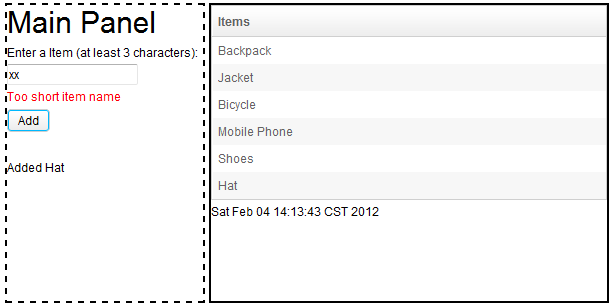 Main Panel
Enter a Item (at least 3 characters):
xx
Too short item name
Add
Added Hat
Items
Backpack
Jacket
Bicycle
Mobile Phone
Shoes
Hat
Sat Feb 04 14:13:43 CST 2012